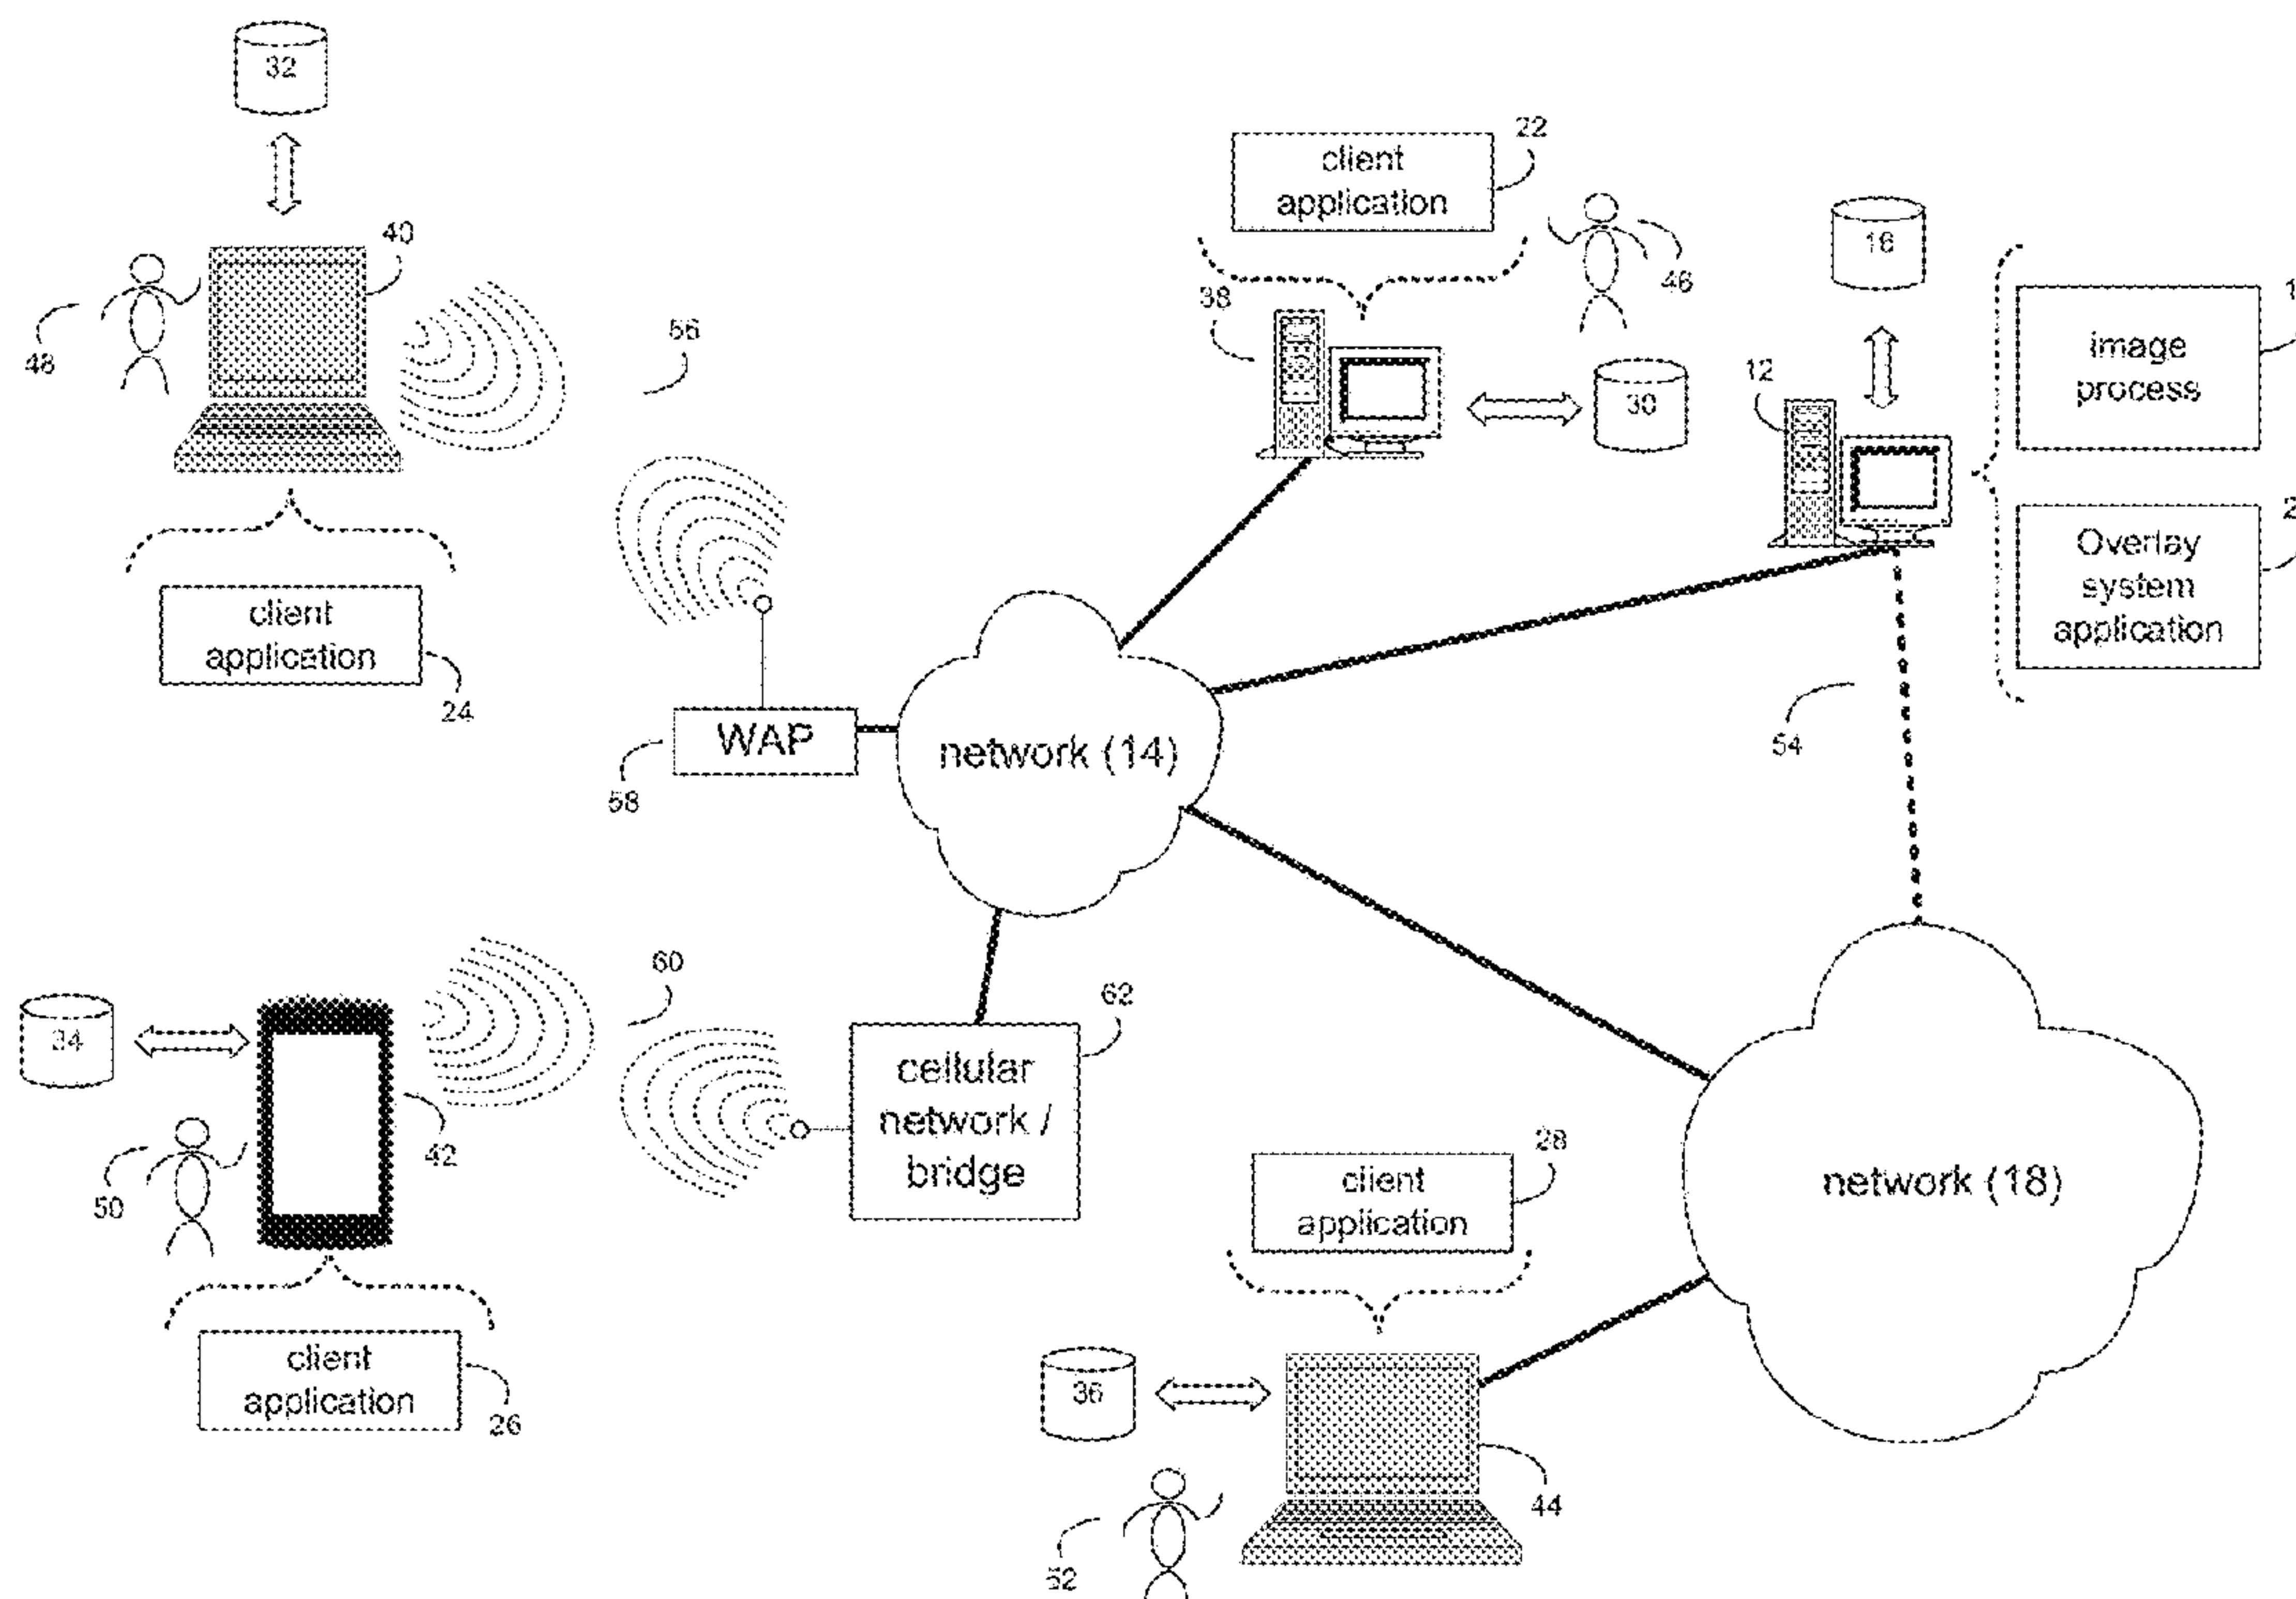 32
22
client
application
40
16
46
38
1
48
56
image
process
12
30
2
Overlay
system
application
client
application
24
WAP
network (14)
54
58
60
62
34
cellular
network /
bridge
42
28
client
application
network (18)
50
client
application
26
36
44
52